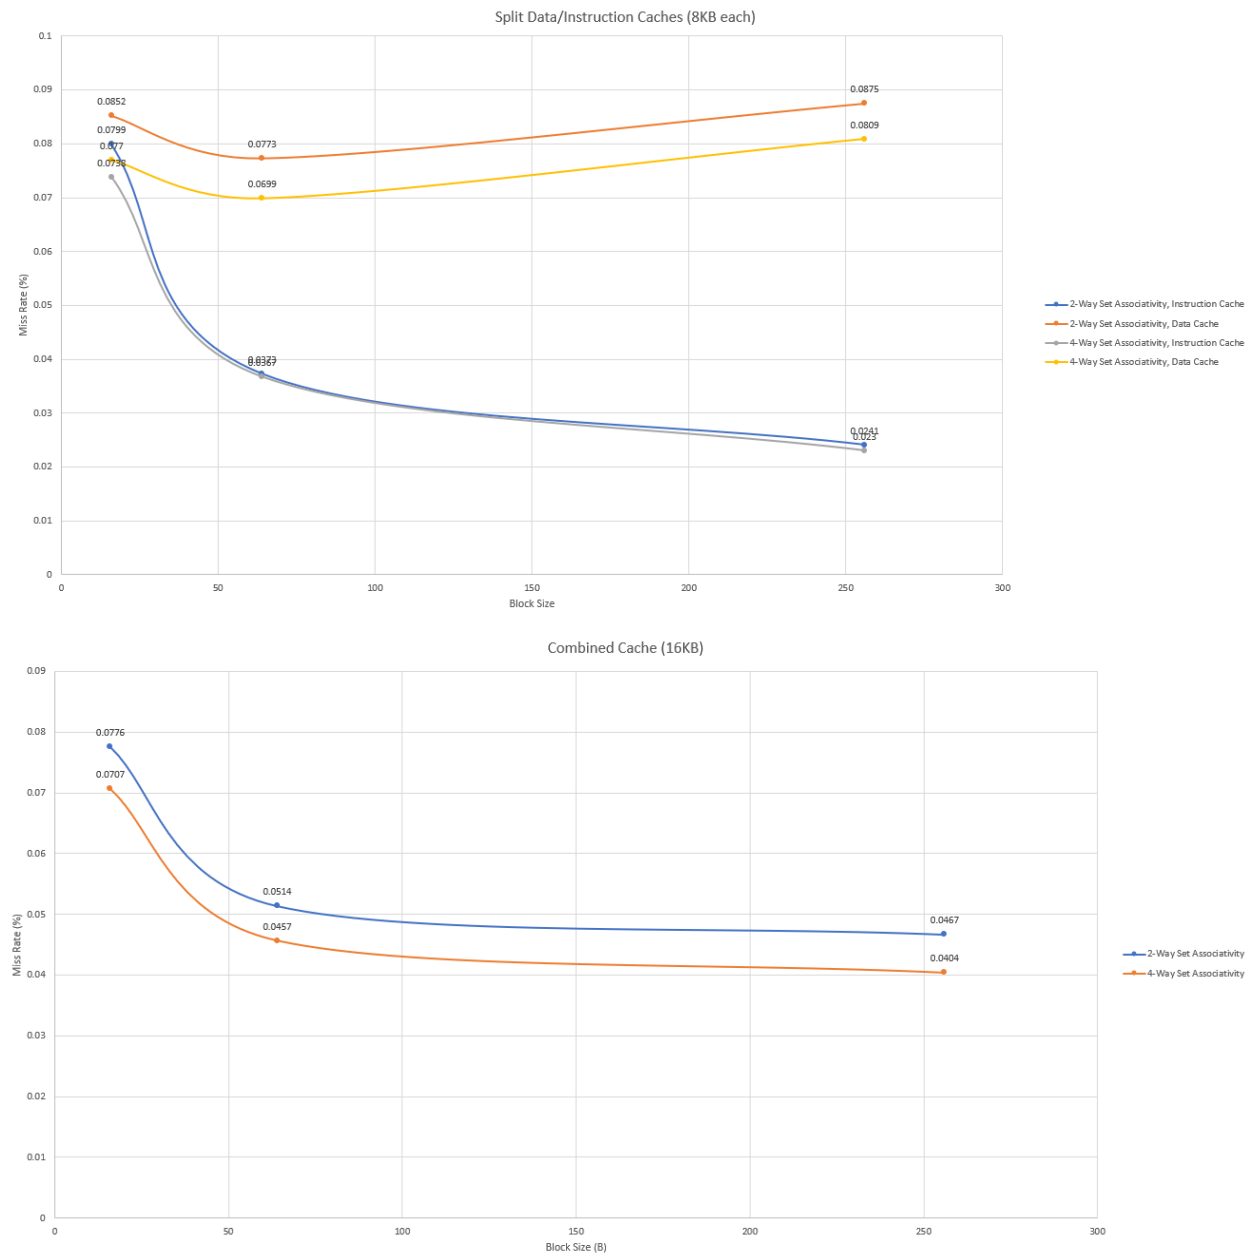 Split Data/Instruction Caches (8KB each)
0.1
0.09
0.08
0.07
0.06
0.05
0.04
0.03
0.02
0.01
0
Miss Rate (%)
0.0852
0.0799
0.077
0.0738
0.0773
0.0699
0.0373
0.0367
0.0875
0.0809
0.0241
0.023
0 50 100 150 200 250 300
Block Size
2-Way Set Associativity, Instruction Cache
2-Way Set Associativity, Data Cache
4-Way Set Associativity, Instruction Cache
4-Way Set Associativity, Data Cache
Combined Cache (16KB)
0.09
0.08
0.07
0.06
0.05
0.04
0.03
0.02
0.01
0
Miss Rate (%)
0.0776
0.0707
0.0514
0.0457
0.0467
0.0404
0 50 100 150 200 250 300
Block Size (B)
2-Way Set Associativity
4-Way Set Associativity